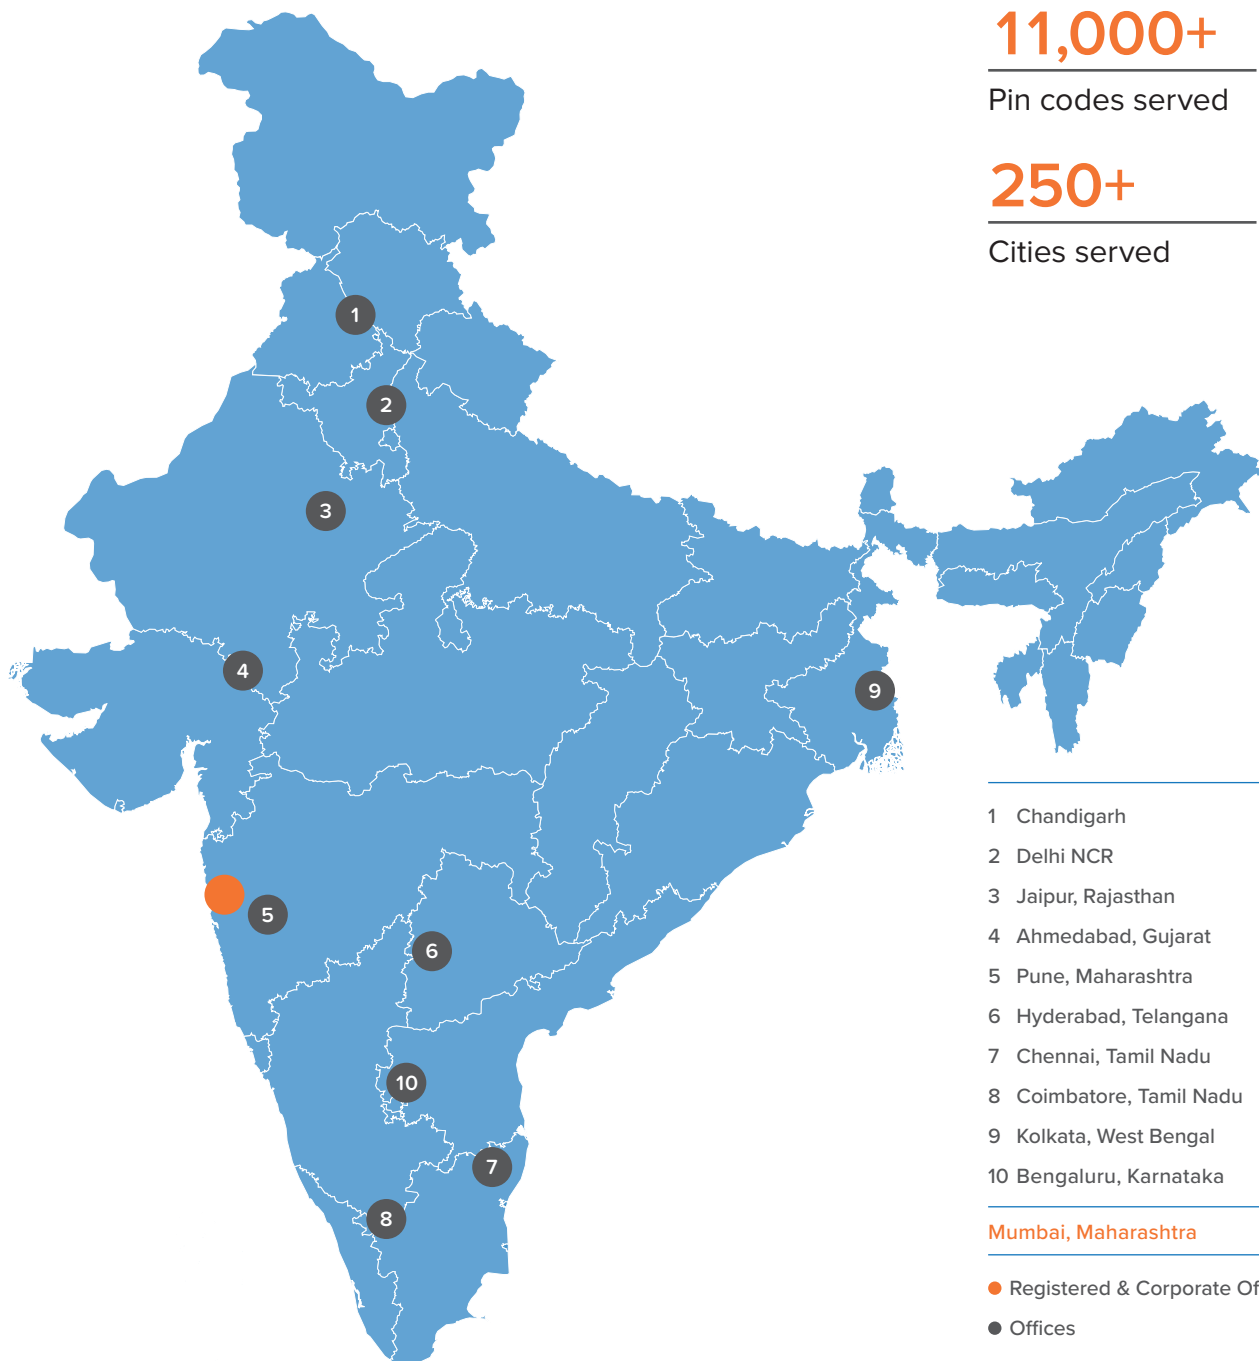 11,000+
Pin codes served
250+
Cities served
1
2
3
4
9
5
6
10
7
8
1 Chandigarh
2 Delhi NCR
3 Jaipur, Rajasthan
4 Ahmedabad, Gujarat
5 Pune, Maharashtra
6 Hyderabad, Telangana
7 Chennai, Tamil Nadu
8 Coimbatore, Tamil Nadu
9 Kolkata, West Bengal
10 Bengaluru, Karnataka
Mumbai, Maharashtra
Registered & Corporate Of
Offices